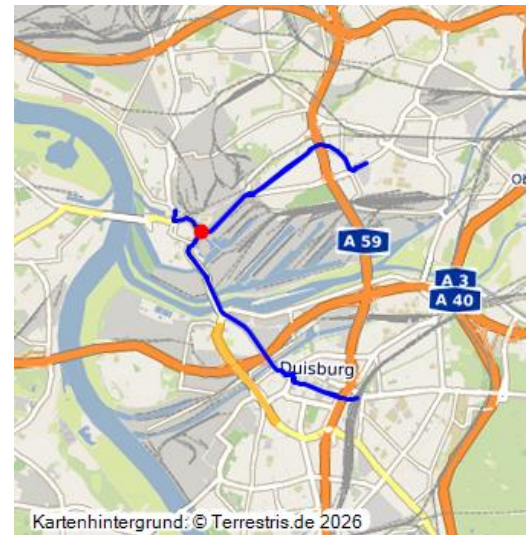 A 59
A 3
A 40
Duisburg
Kartenhintergrund: © Terrestris.de 2026